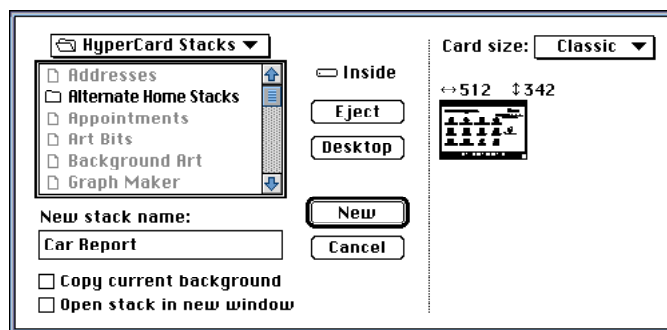 HyperCard Stacks
Addresses
Alternate Home Stacks
Appointments
Art Bits
Background Art
Graph Maker
New stack name:
Car Report
Copy current background
Open stack in new window
Inside
Eject
Desktop
New
Cancel
Card size: Classic
↔512 ↕342